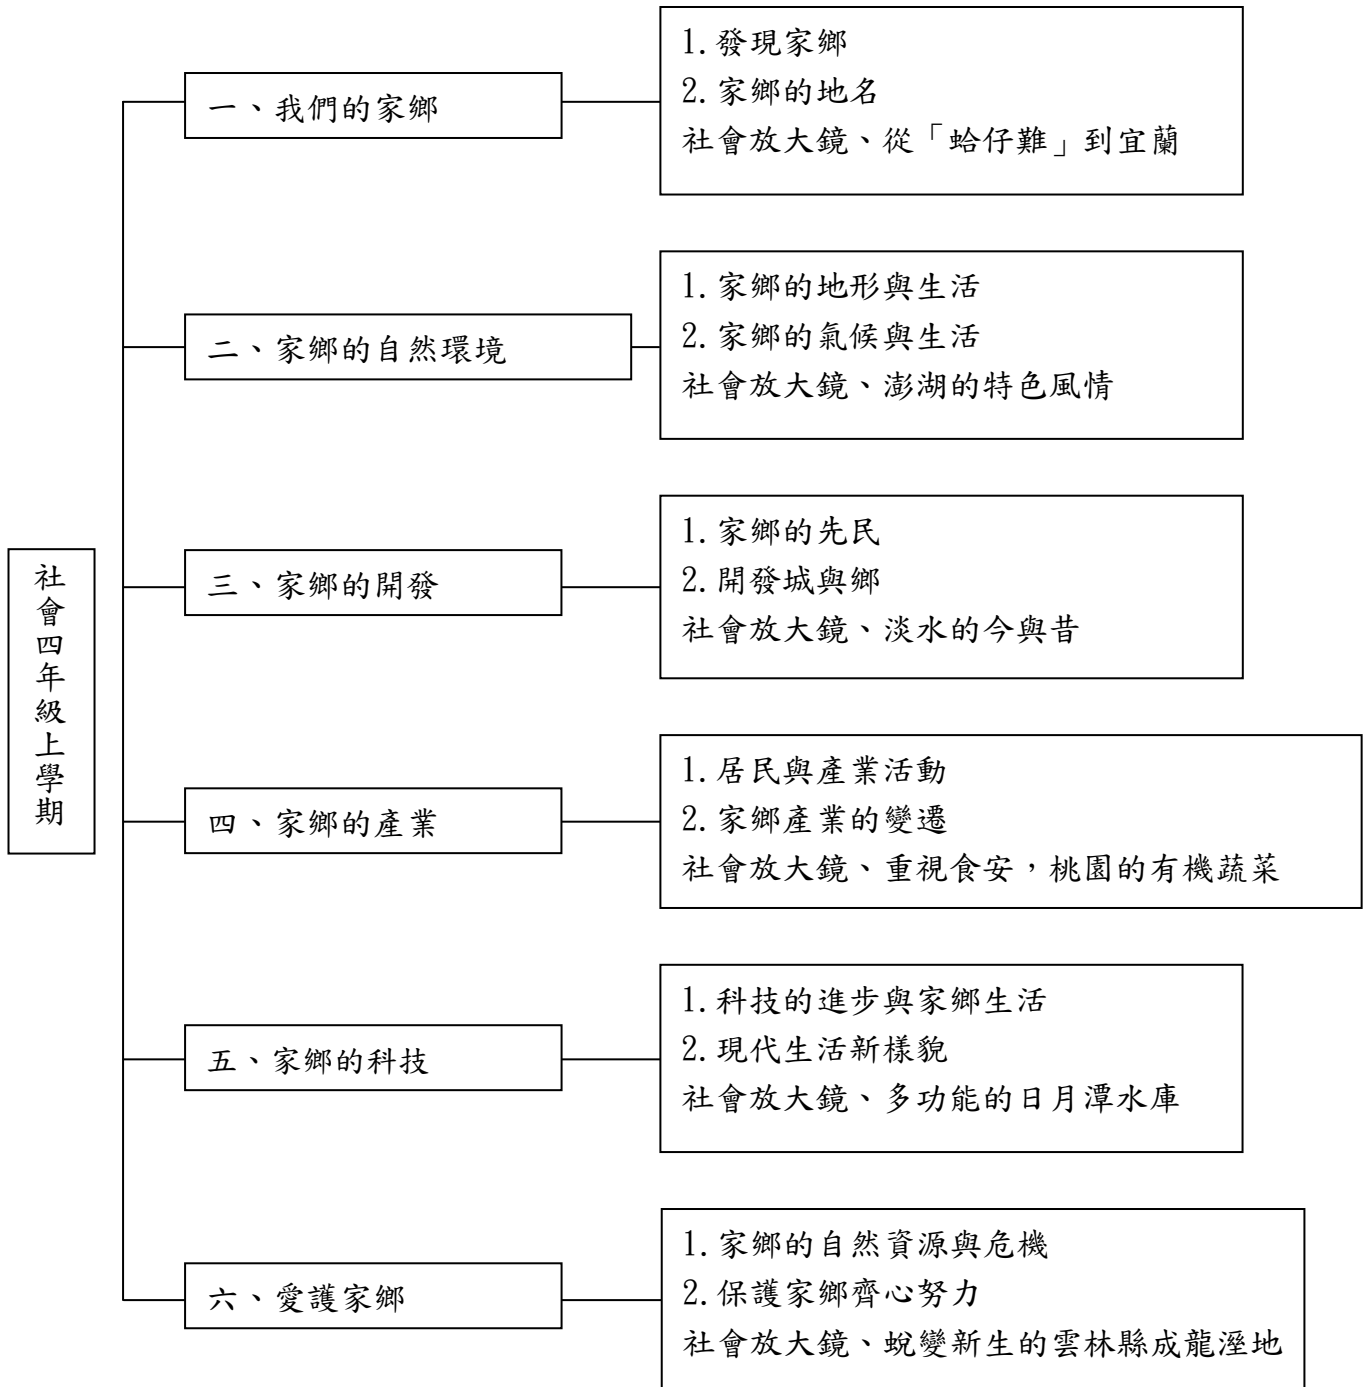 社會四年級上學期
一、我們的家鄉
1.發現家鄉
2.家鄉的地名
社會放大鏡、從「蛤仔難」到宜蘭
二、家鄉的自然環境
1.家鄉的地形與生活
2.家鄉的氣候與生活
社會放大鏡、澎湖的特色風情
三、家鄉的開發
1.家鄉的先民
2.開發城與鄉
社會放大鏡、淡水的今與昔
四、家鄉的產業
1.居民與產業活動
2.家鄉產業的變遷
社會放大鏡、重視食安，桃園的有機蔬菜
五、家鄉的科技
1.科技的進步與家鄉生活
2.現代生活新樣貌
社會放大鏡、多功能的日月潭水庫
六、愛護家鄉
1.家鄉的自然資源與危機
2.保護家鄉齊心努力
社會放大鏡、蛻變新生的雲林縣成龍溼地